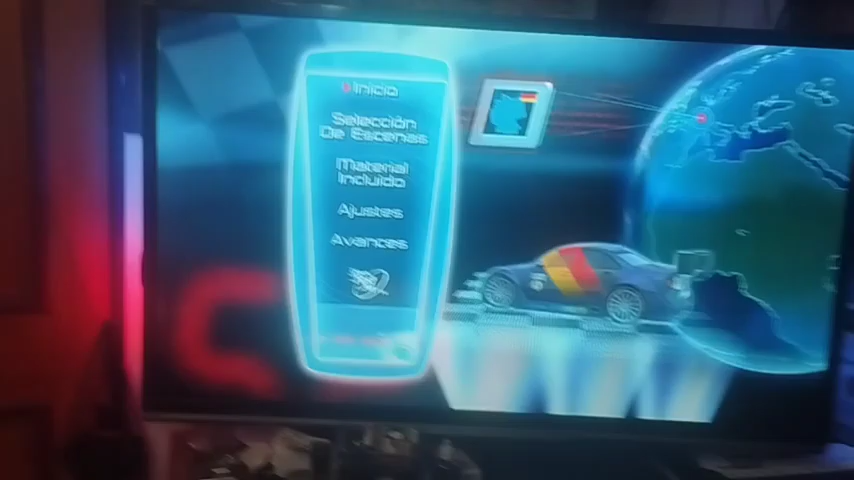 Inicio
Selección
De Escenas
Material
Incluido
Ajustes
Avances